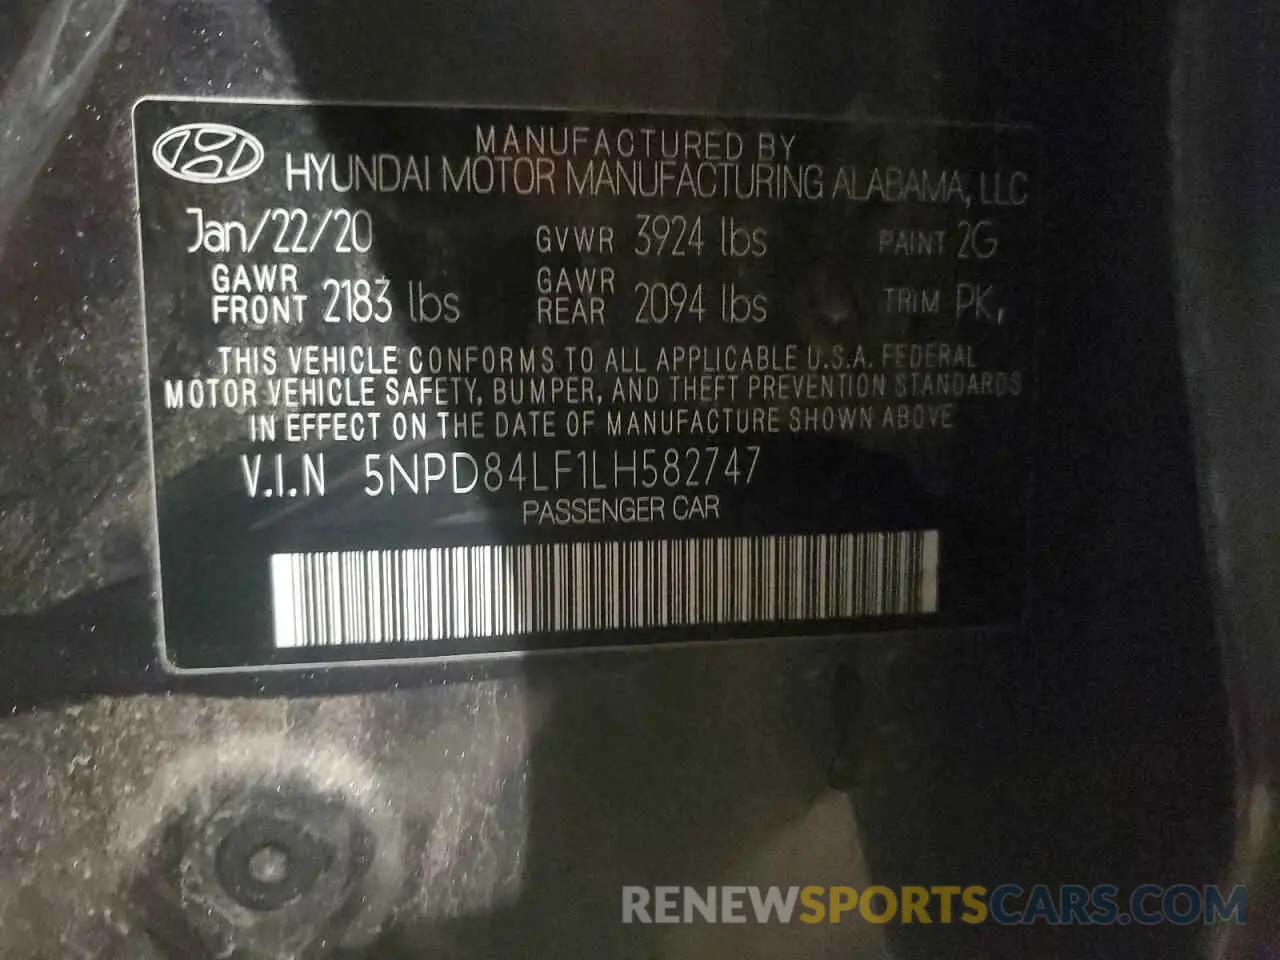 MANUFACTURED BY
HYUNDAI MOTOR MANUFACTURING ALABAMA, LLC
Jan/22/20 GVWR 3924 lbs PAINT 2G
GAWR FRONT 2183 lbs GAWR REAR 2094 lbs TRIM PK,
THIS VEHICLE CONFORMS TO ALL APPLICABLE U.S.A. FEDERAL
MOTOR VEHICLE SAFETY, BUMPER, AND THEFT PREVENTION STANDARDS
IN EFFECT ON THE DATE OF MANUFACTURE SHOWN ABOVE
V.I.N 5NPD84LF1LH582747
PASSENGER CAR
RENEWSPORTSCARS.COM